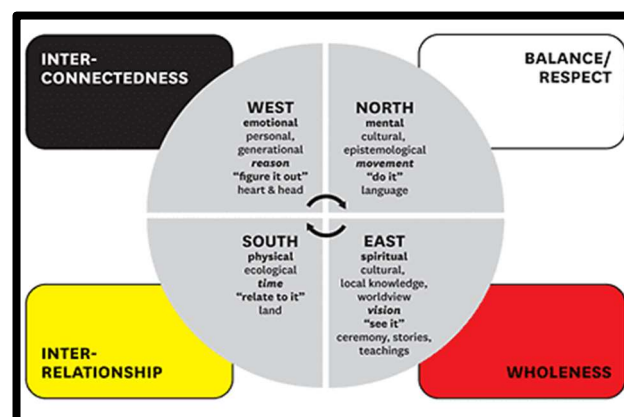 INTER-
CONNECTEDNESS
BALANCE/
RESPECT
WEST
emotional
personal,
generational
reason
“figure it out”
heart & head
NORTH
mental
cultural,
epistemological
movement
“do it”
language
SOUTH
physical
ecological
time
“relate to it”
land
EAST
spiritual
cultural,
local knowledge,
worldview
vision
“see it”
ceremony, stories,
teachings
INTER-
RELATIONSHIP
WHOLENESS